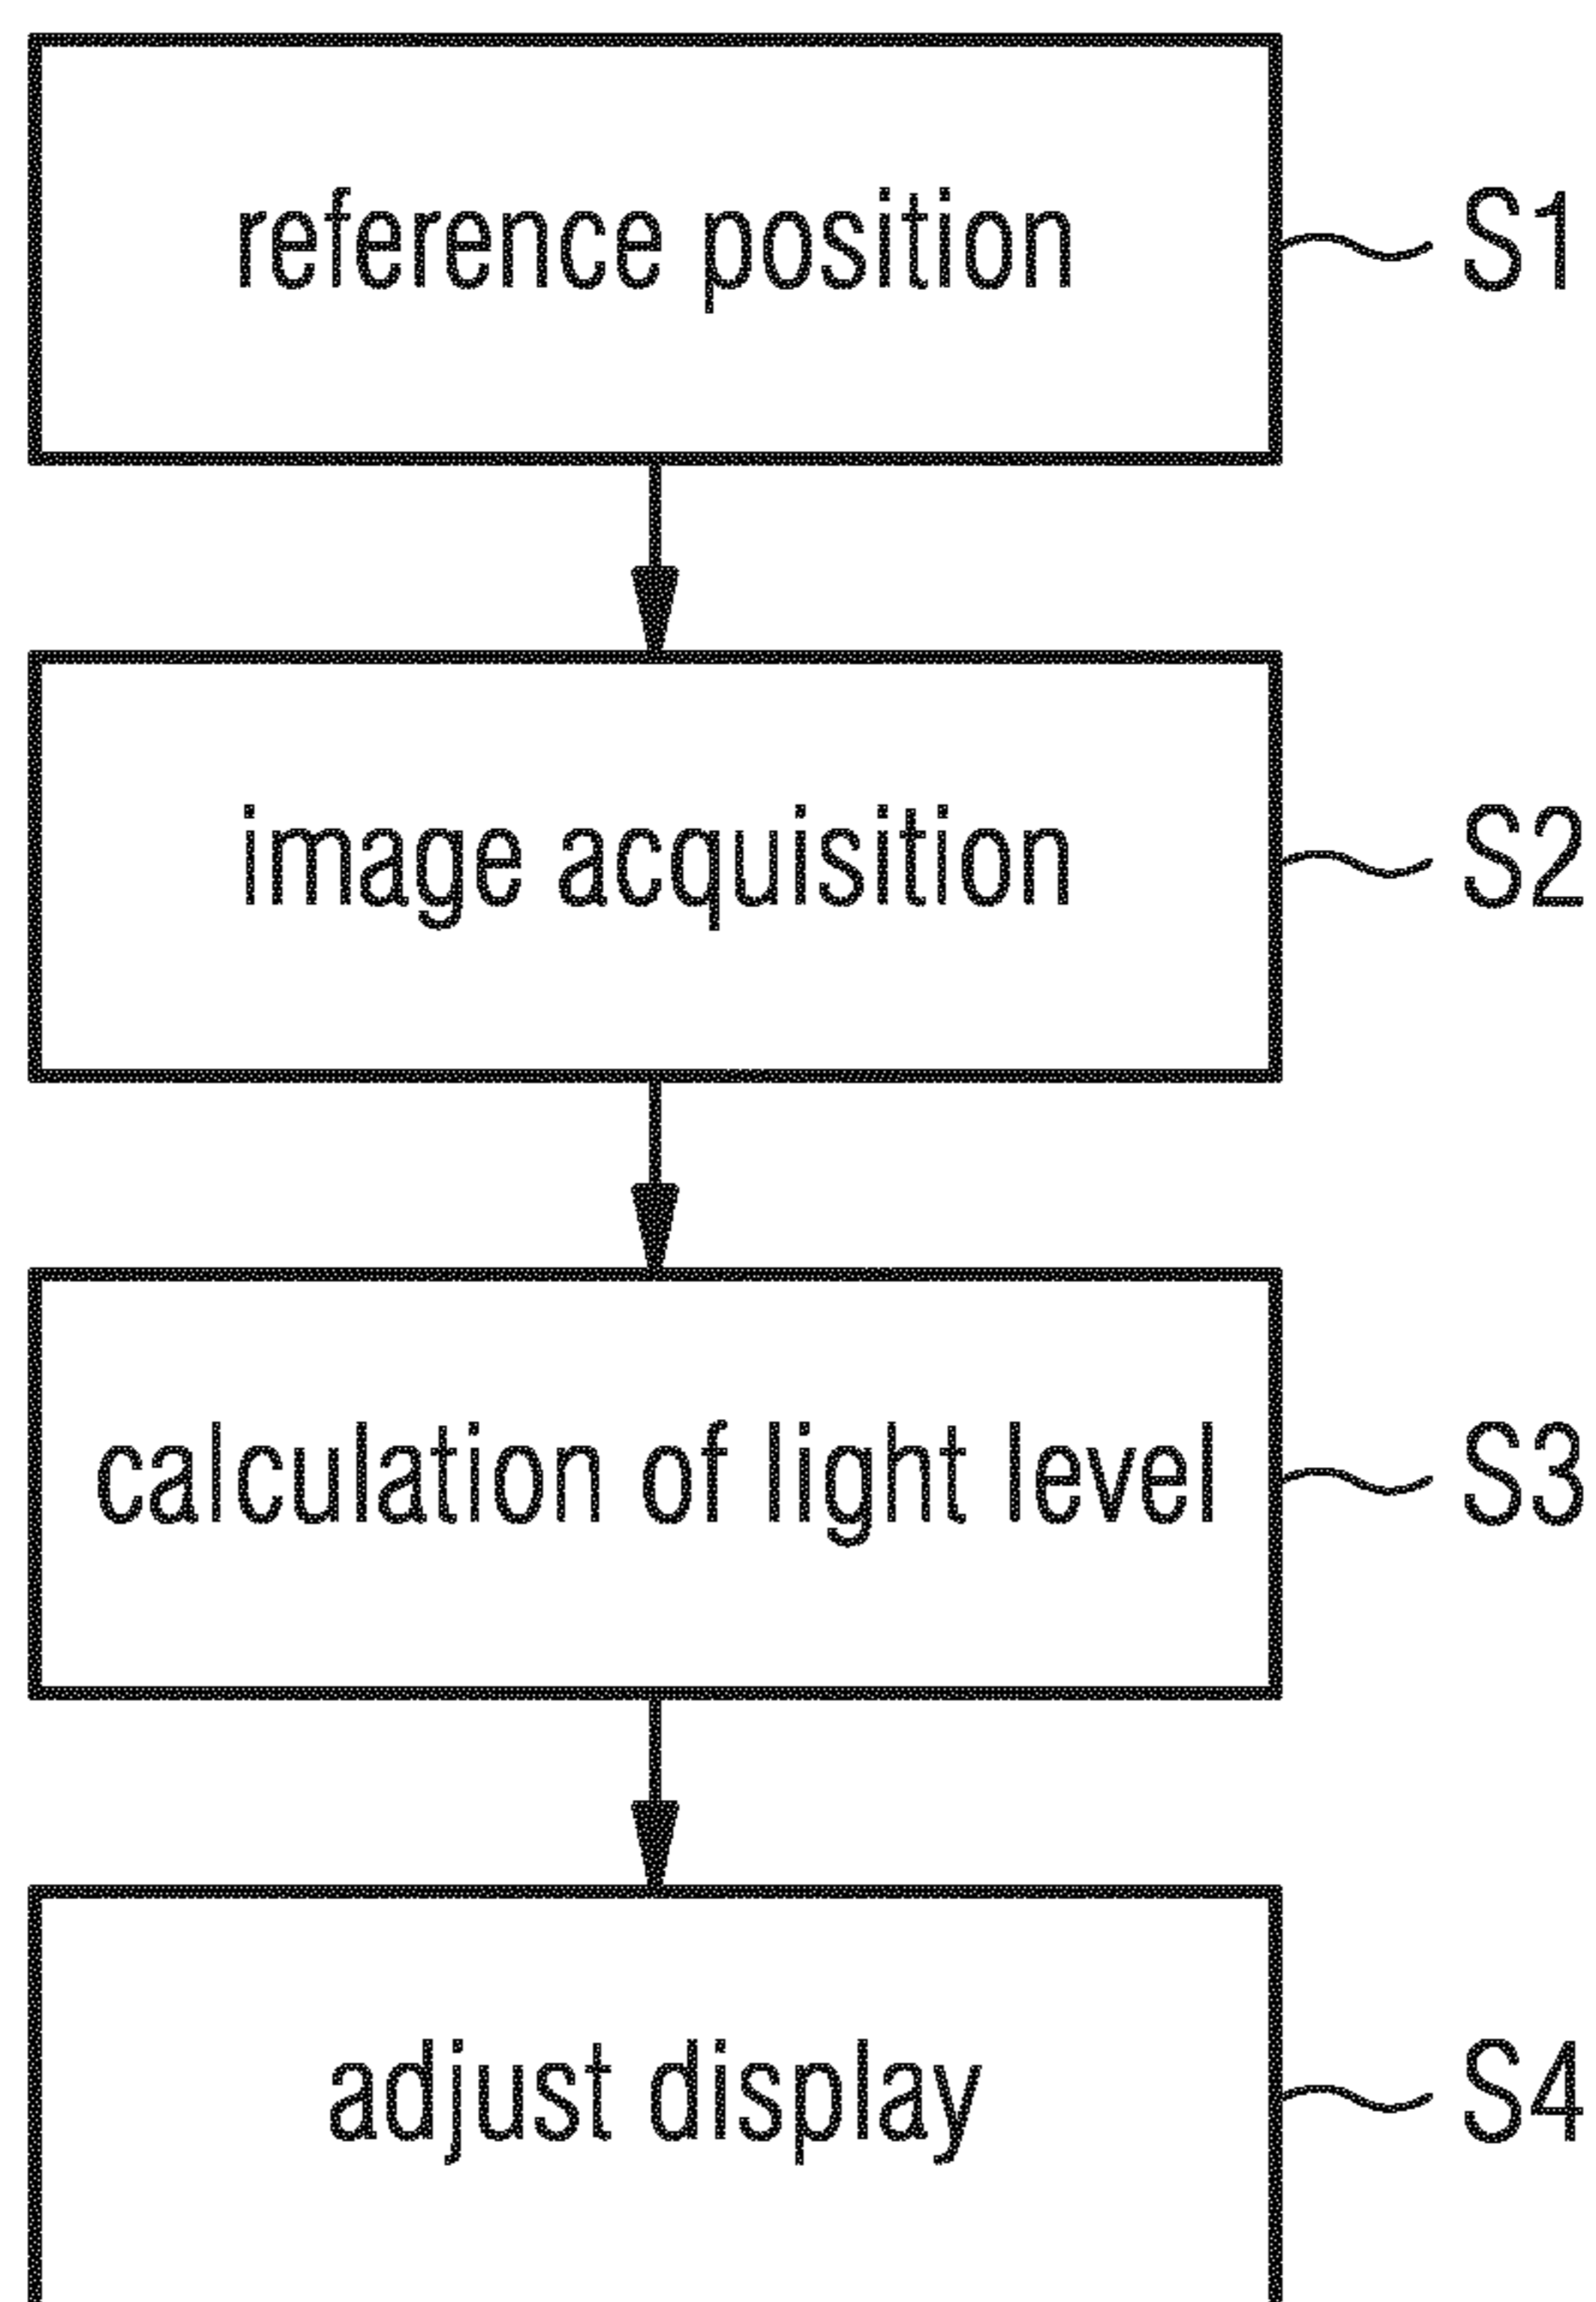 reference position S1
image acquisition S2
calculation of light level S3
adjust display S4